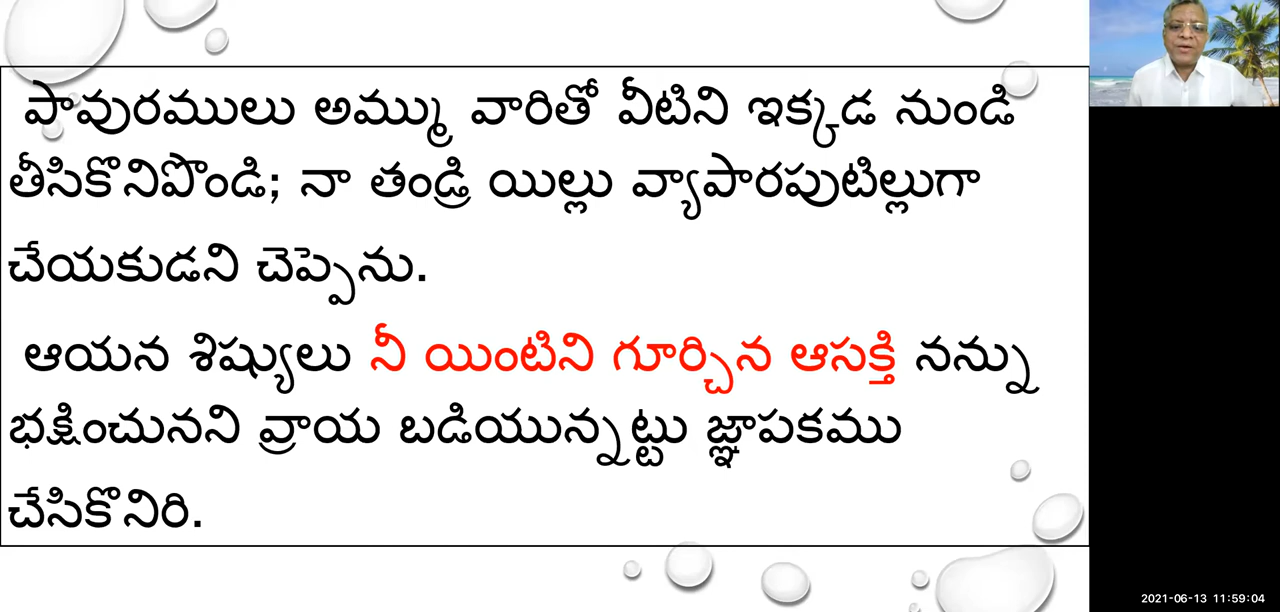 పావురములు అమ్ము వారితో వీటిని ఇక్కడ నుండి
తీసికొనిపొండి; నా తండ్రి యిల్లు వ్యాపారపుటిల్లుగా
చేయకుడని చెప్పెను.
ఆయన శిష్యులు నీ యింటిని గూర్చిన ఆసక్తి నన్ను
భక్షించునని వ్రాయ బడియున్నట్టు జ్ఞాపకము
చేసికొనిరి.
2021-06-13 11:59:04